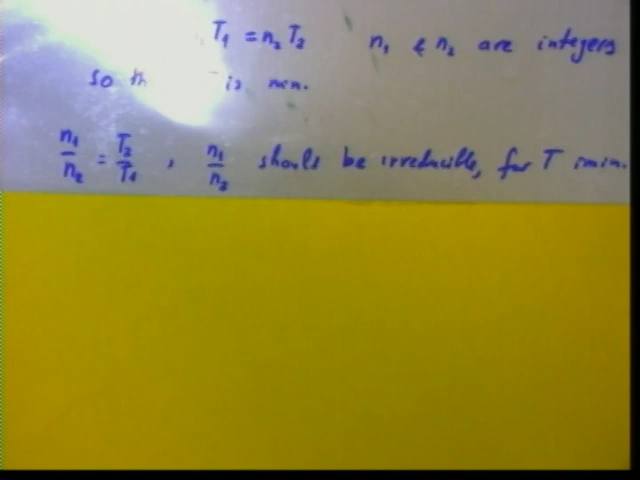 T₁ = n₂ T₂ n₁ & n₂ are integers
so is min.
n₁/n₂ = T₂/T₁ , n₁/n₂ should be irreducible, for T min.